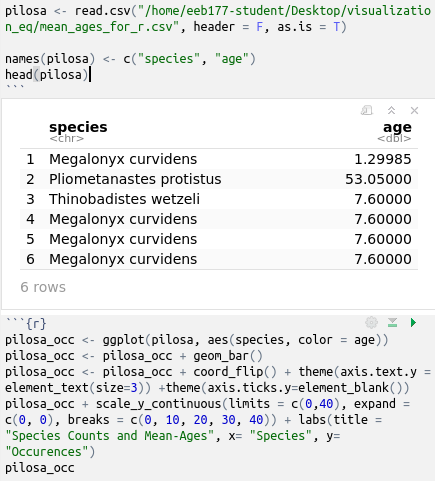 pilosa <- read.csv("/home/eeb177-student/Desktop/visualizatio
n_eq/mean_ages_for_r.csv", header = F, as.is = T)
names(pilosa) <- c("species", "age")
head(pilosa)
```
species age
<chr> <dbl>
1 Megalonyx curvidens 1.29985
2 Pliometanastes protistus 53.05000
3 Thinobadistes wetzeli 7.60000
4 Megalonyx curvidens 7.60000
5 Megalonyx curvidens 7.60000
6 Megalonyx curvidens 7.60000
6 rows
```{r}
pilosa_occ <- ggplot(pilosa, aes(species, color = age))
pilosa_occ <- pilosa_occ + geom_bar()
pilosa_occ <- pilosa_occ + coord_flip() + theme(axis.text.y =
element_text(size=3)) +theme(axis.ticks.y=element_blank())
pilosa_occ + scale_y_continuous(limits = c(0,40), expand =
c(0, 0), breaks = c(0, 10, 20, 30, 40)) + labs(title =
"Species Counts and Mean-Ages", x= "Species", y=
"Occurences")
pilosa_occ